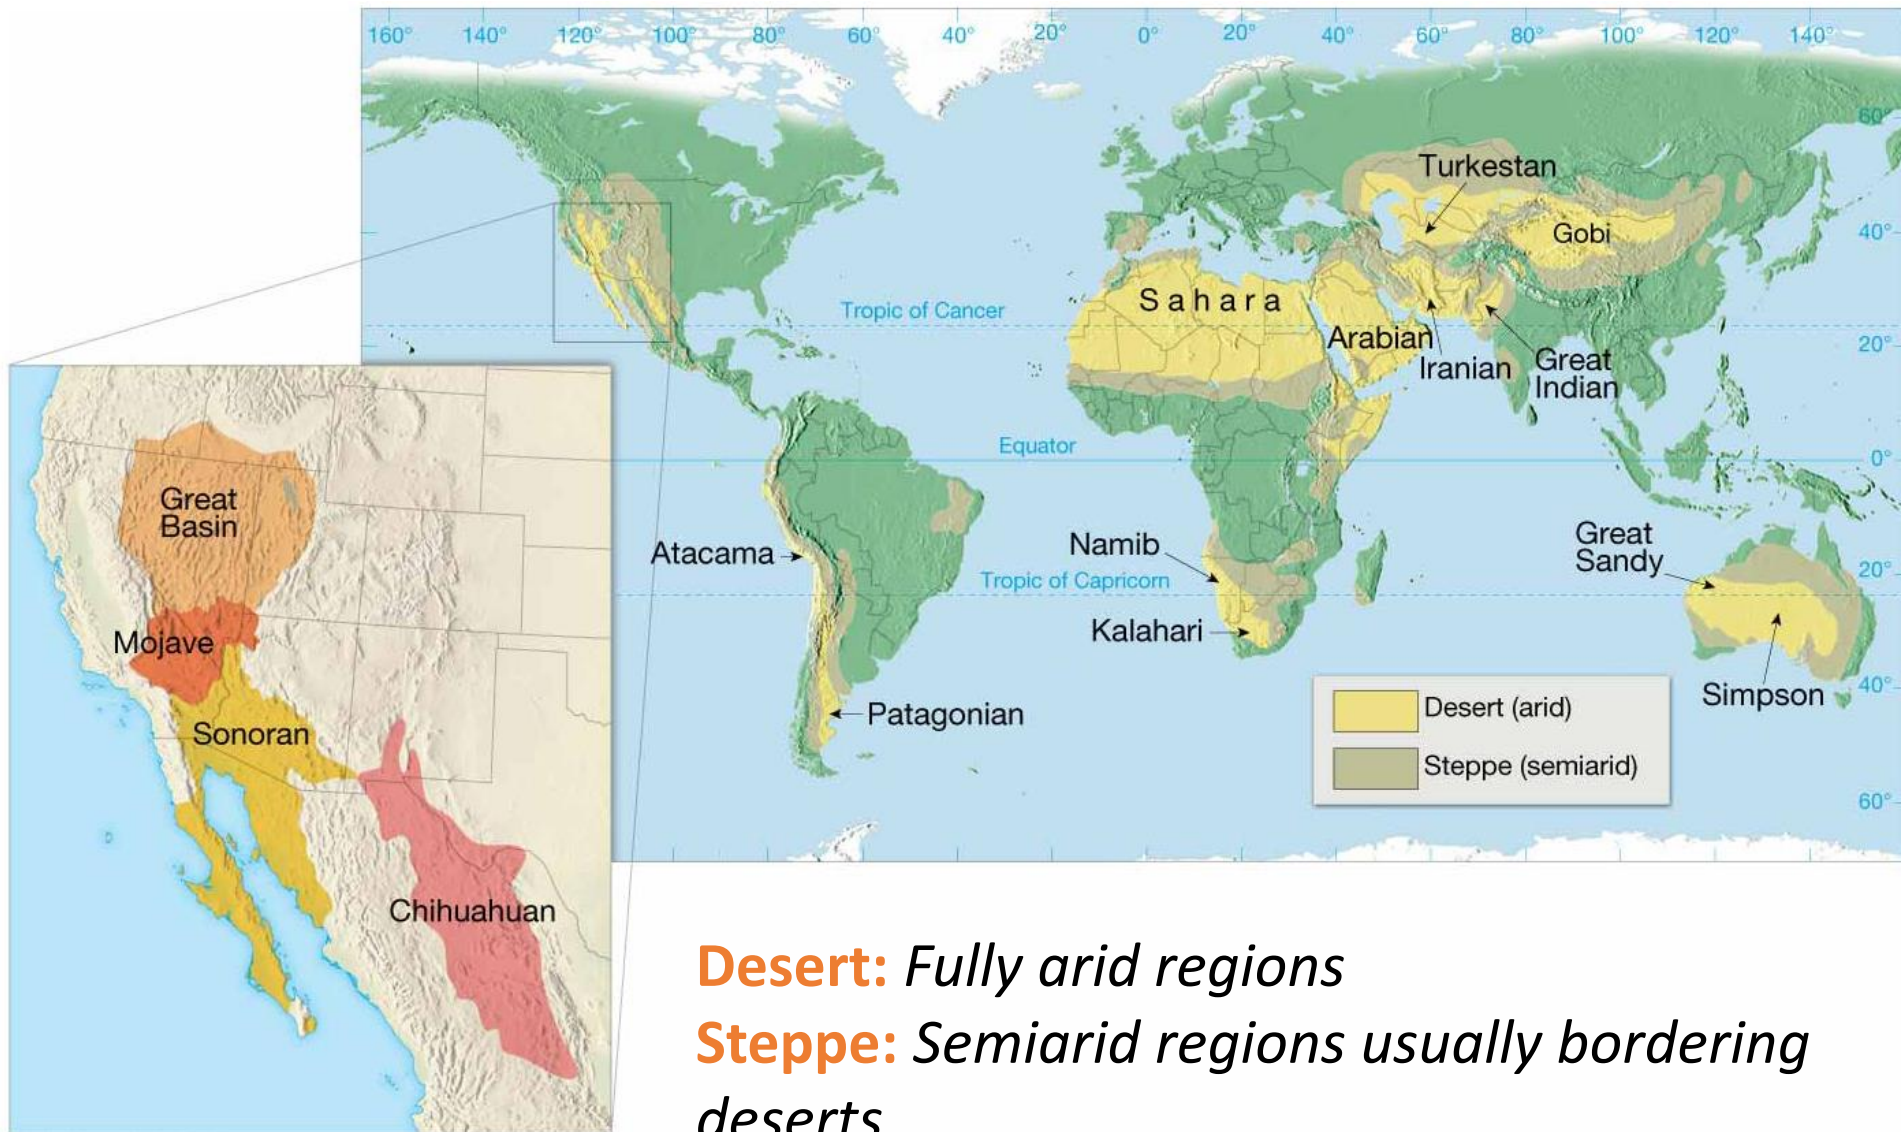 160° 140° 120° 100° 80° 60° 40° 20° 0° 20° 40° 60° 80° 100° 120° 140°
60°
Turkestan
Gobi
40°
Sahara
Tropic of Cancer
Arabian
Iranian
Great
Indian
20°
Equator
0°
Great
Basin
Atacama
Namib
Great
Sandy
Tropic of Capricorn
20°
Mojave
Kalahari
Simpson
40°
Sonoran
Patagonian
Desert (arid)
Steppe (semiarid)
60°
Chihuahuan
Desert: Fully arid regions
Steppe: Semiarid regions usually bordering
deserts